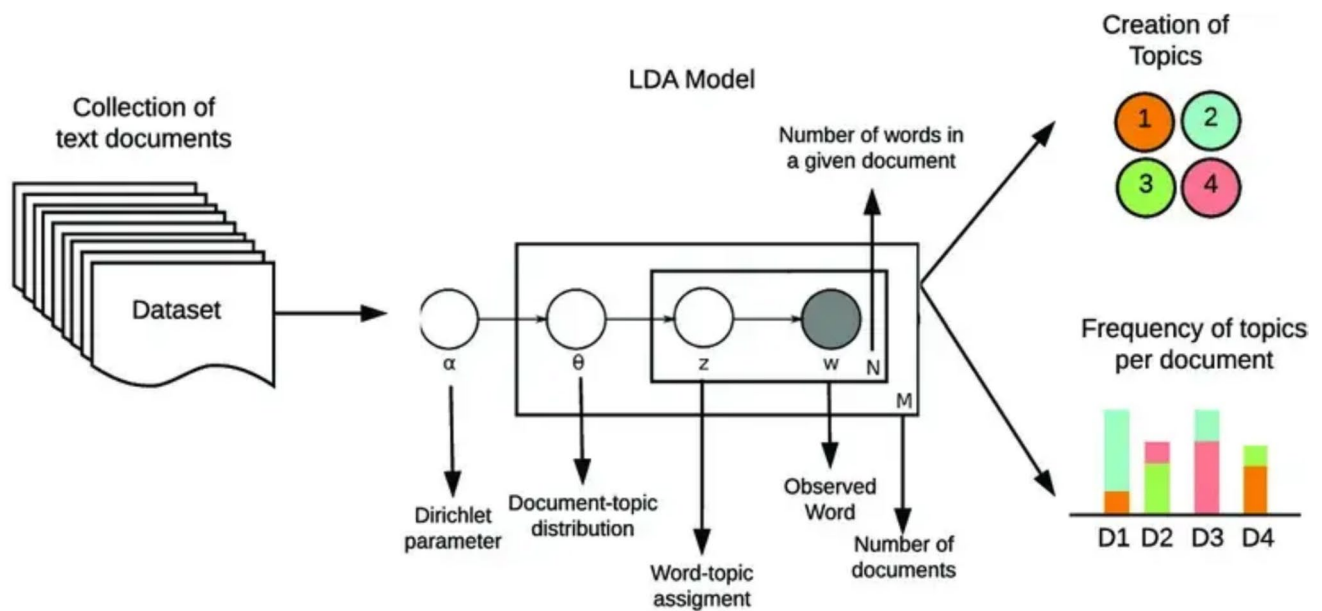 Collection of
text documents
Dataset
LDA Model
Number of words in
a given document
α
θ
z
w
N
M
Dirichlet
parameter
Document-topic
distribution
Word-topic
assigment
Observed
Word
Number of
documents
Creation of
Topics
1
2
3
4
Frequency of topics
per document
D1 D2 D3 D4